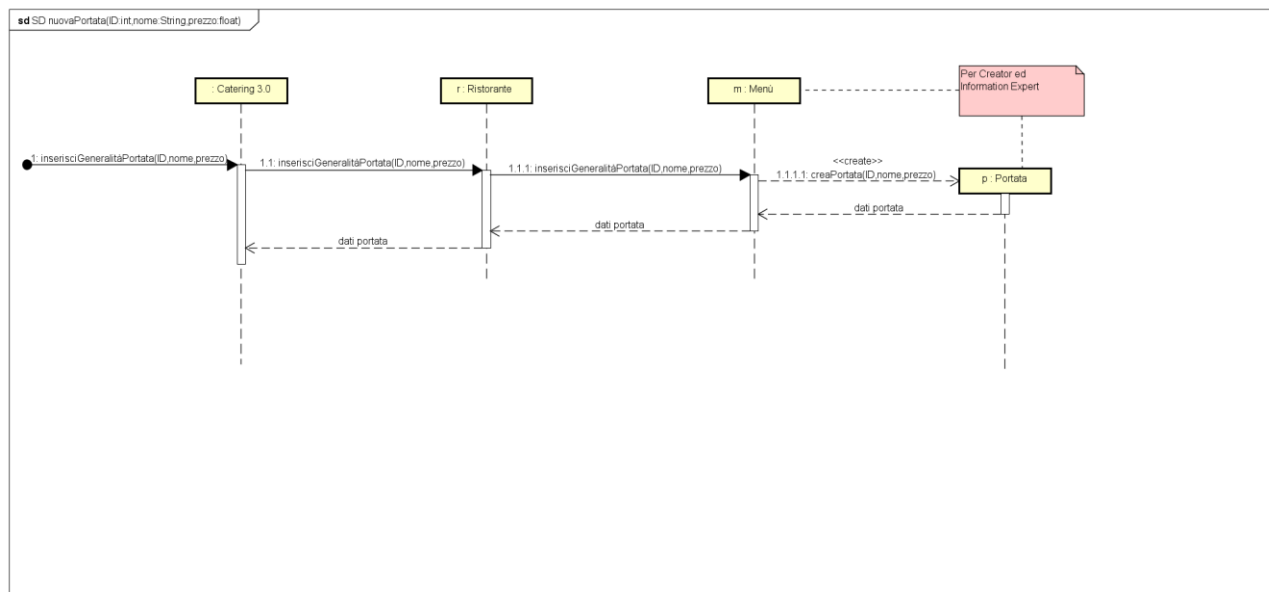 sd SD nuovaPortata(ID:int,nome:String,prezzo:float)
: Catering 3.0
r : Ristorante
m : Menù
Per Creator ed
Information Expert
1: inserisciGeneralitàPortata(ID,nome,prezzo)
1.1: inserisciGeneralitàPortata(ID,nome,prezzo)
1.1.1: inserisciGeneralitàPortata(ID,nome,prezzo)
<<create>>
1.1.1.1: creaPortata(ID,nome,prezzo)
p : Portata
dati portata
dati portata
dati portata